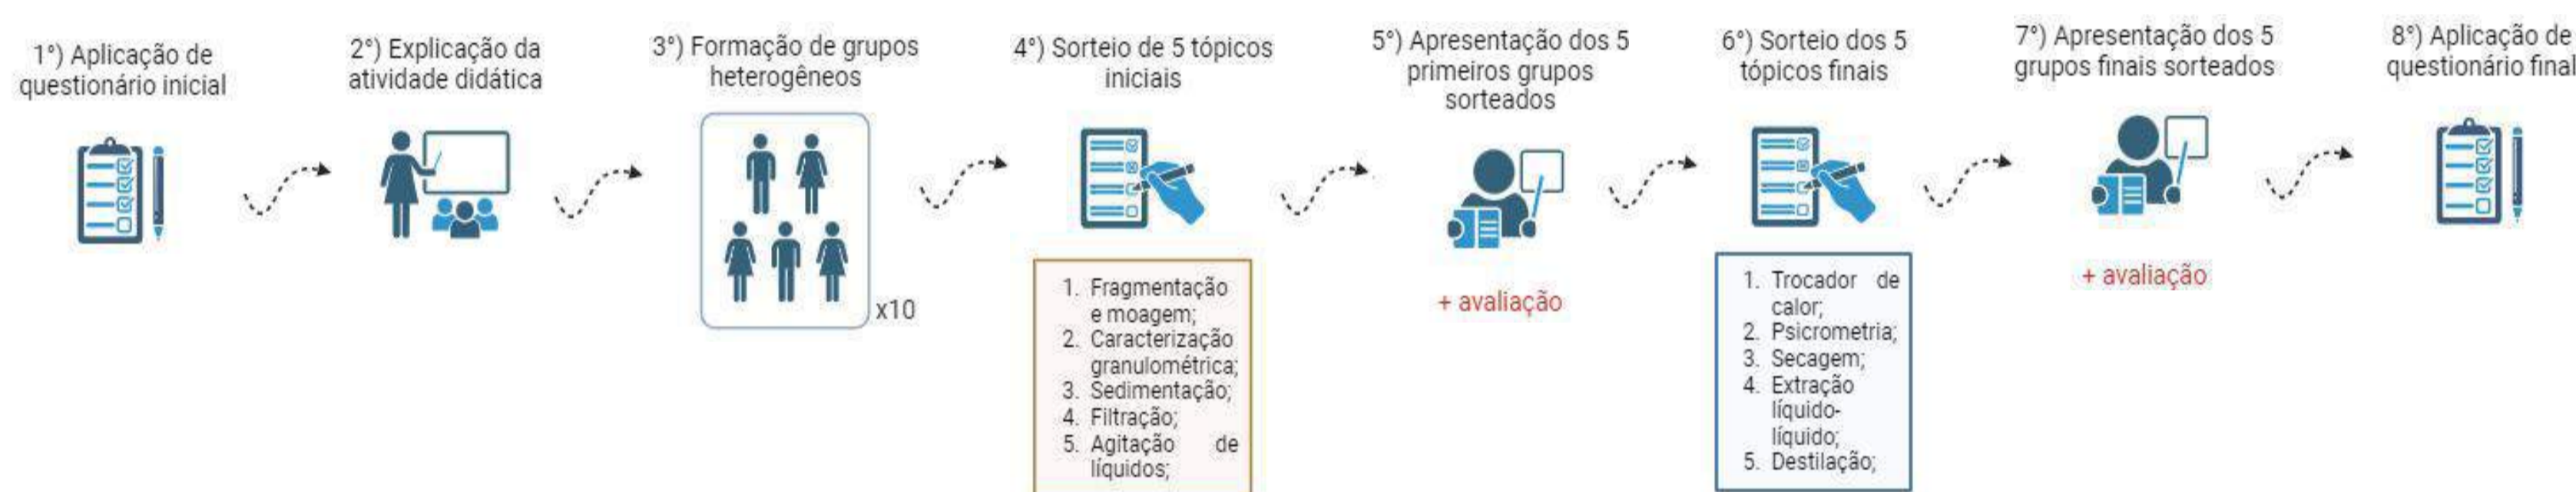 1°) Aplicação de
questionário inicial
2°) Explicação da
atividade didática
3°) Formação de grupos
heterogêneos
x10
4°) Sorteio de 5 tópicos
iniciais
1. Fragmentação
e moagem;
2. Caracterização
granulométrica;
3. Sedimentação;
4. Filtração;
5. Agitação de
líquidos;
5°) Apresentação dos 5
primeiros grupos
sorteados
+ avaliação
6°) Sorteio dos 5
tópicos finais
1. Trocador de
calor;
2. Psicrometria;
3. Secagem;
4. Extração
líquido-
líquido;
5. Destilação;
7°) Apresentação dos 5
grupos finais sorteados
+ avaliação
8°) Aplicação de
questionário final